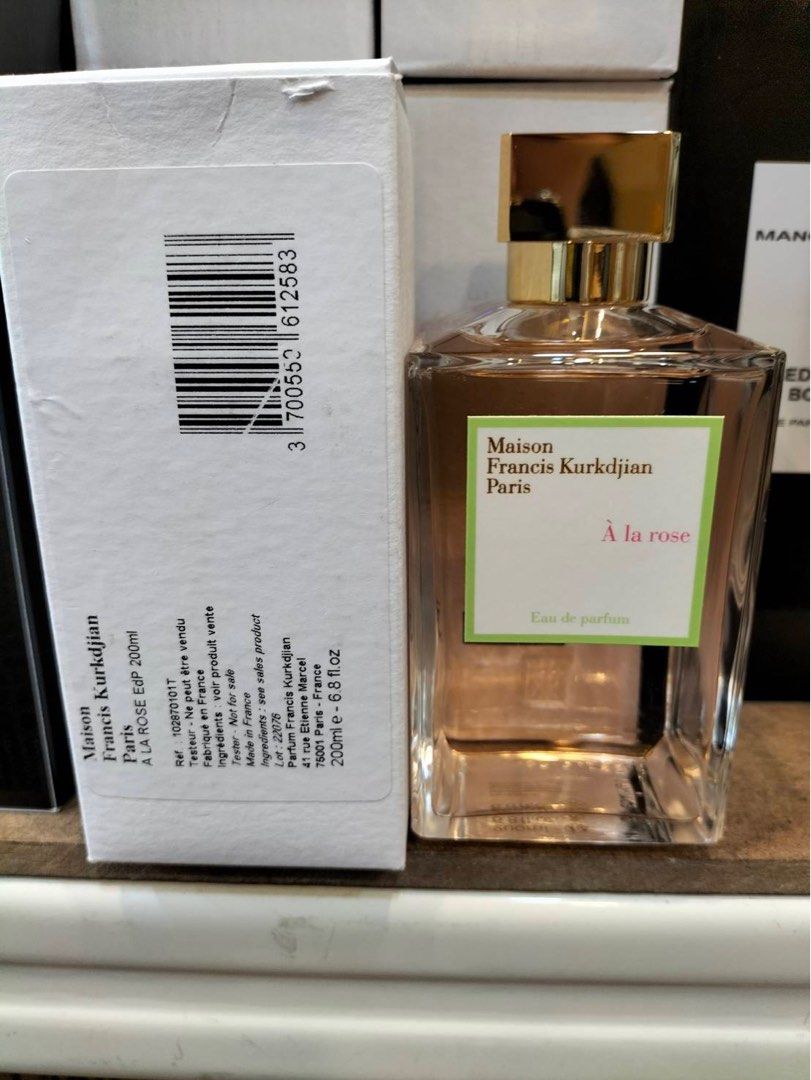 3 700559 612583
Maison
Francis Kurkdjian
Paris
A LA ROSE EdP 200ml
Réf. 102870101T
Testeur - Ne peut être vendu
Fabriqué en France
Ingrédients : voir produit vente
Tester - Not for sale
Made in France
Ingredients : see sales product
Lot : 22076
Parfum Francis Kurkdjian
41 rue Etienne Marcel
75001 Paris - France
200ml e - 6.8 fl.oz
Maison
Francis Kurkdjian
Paris
À la rose
Eau de parfum